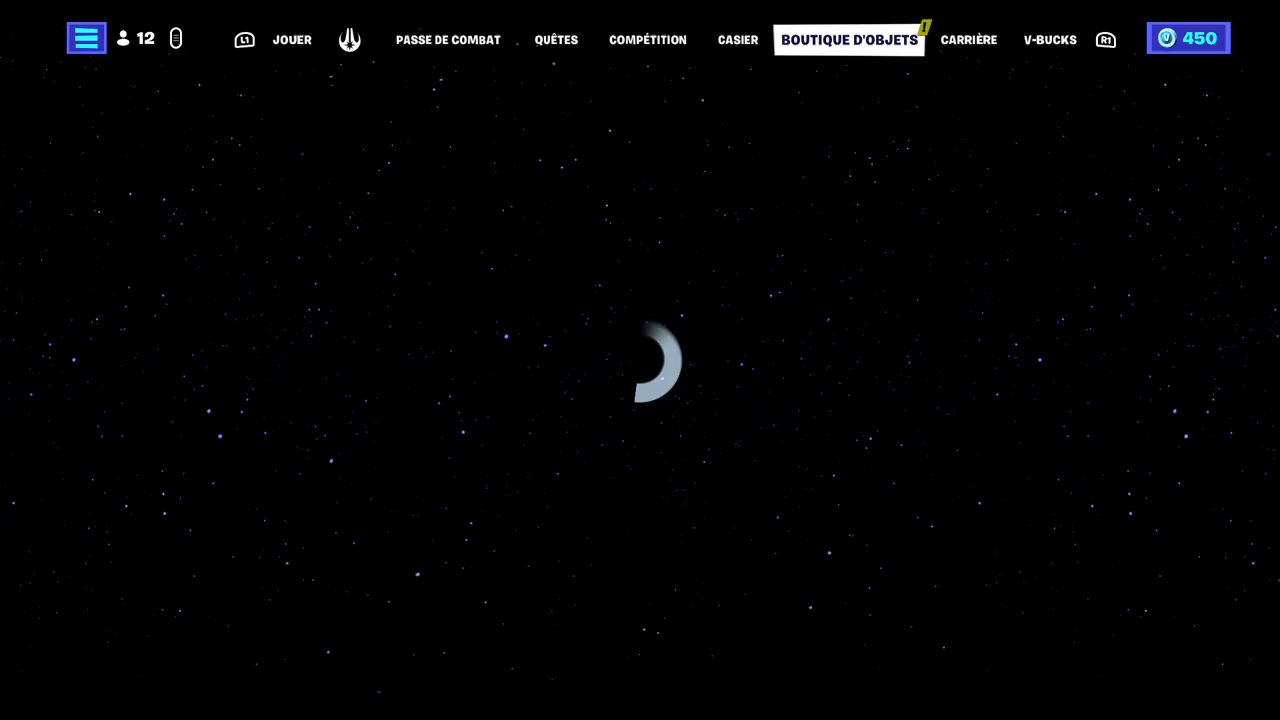 12 L1 JOUER PASSE DE COMBAT QUÊTES COMPÉTITION CASIER BOUTIQUE D'OBJETS ! CARRIÈRE V-BUCKS R1 V 450